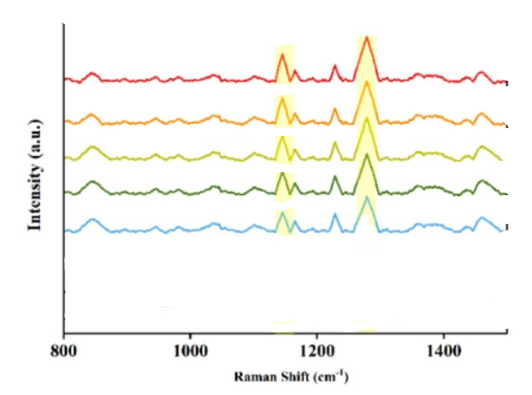 Intensity (a.u.)
800
1000
1200
1400
Raman Shift (cm⁻¹)